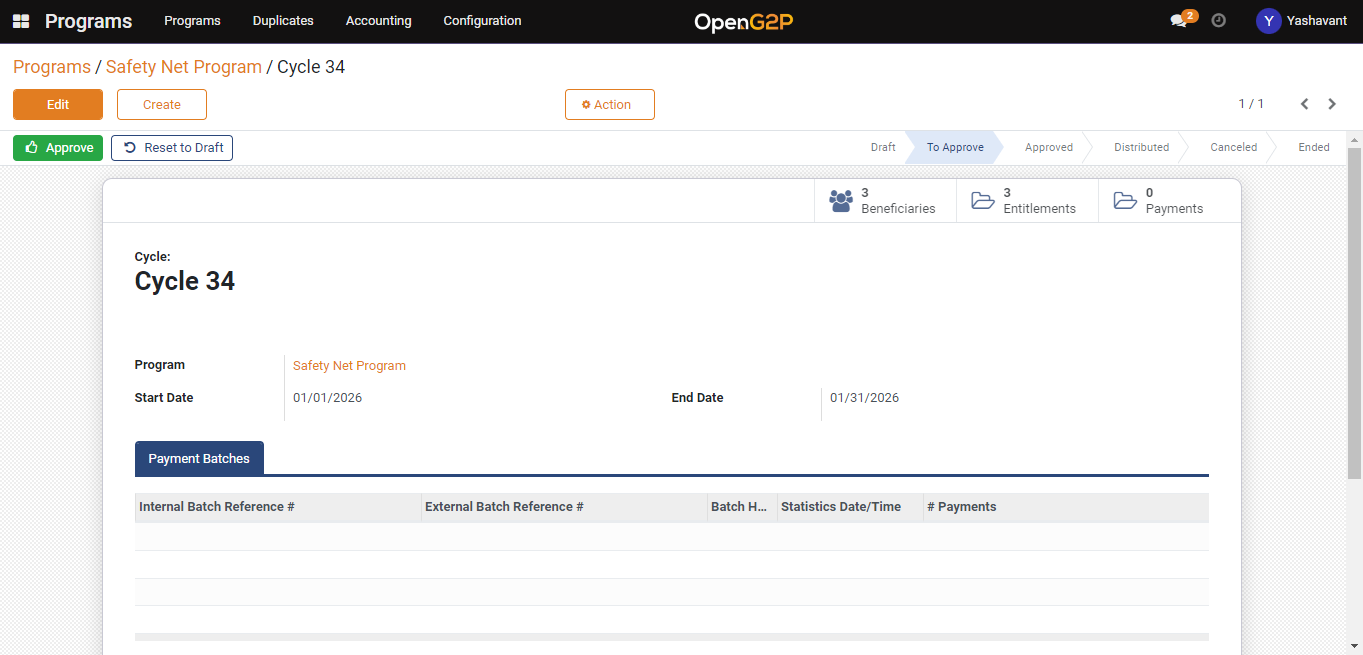 Programs Programs Duplicates Accounting Configuration OpenG2P 2 Y Yashavant
Programs / Safety Net Program / Cycle 34
Edit Create Action 1 / 1
Approve Reset to Draft Draft To Approve Approved Distributed Canceled Ended
3 Beneficiaries
3 Entitlements
0 Payments
Cycle:
Cycle 34
Program Safety Net Program
Start Date 01/01/2026 End Date 01/31/2026
Payment Batches
Internal Batch Reference # External Batch Reference # Batch H... Statistics Date/Time # Payments